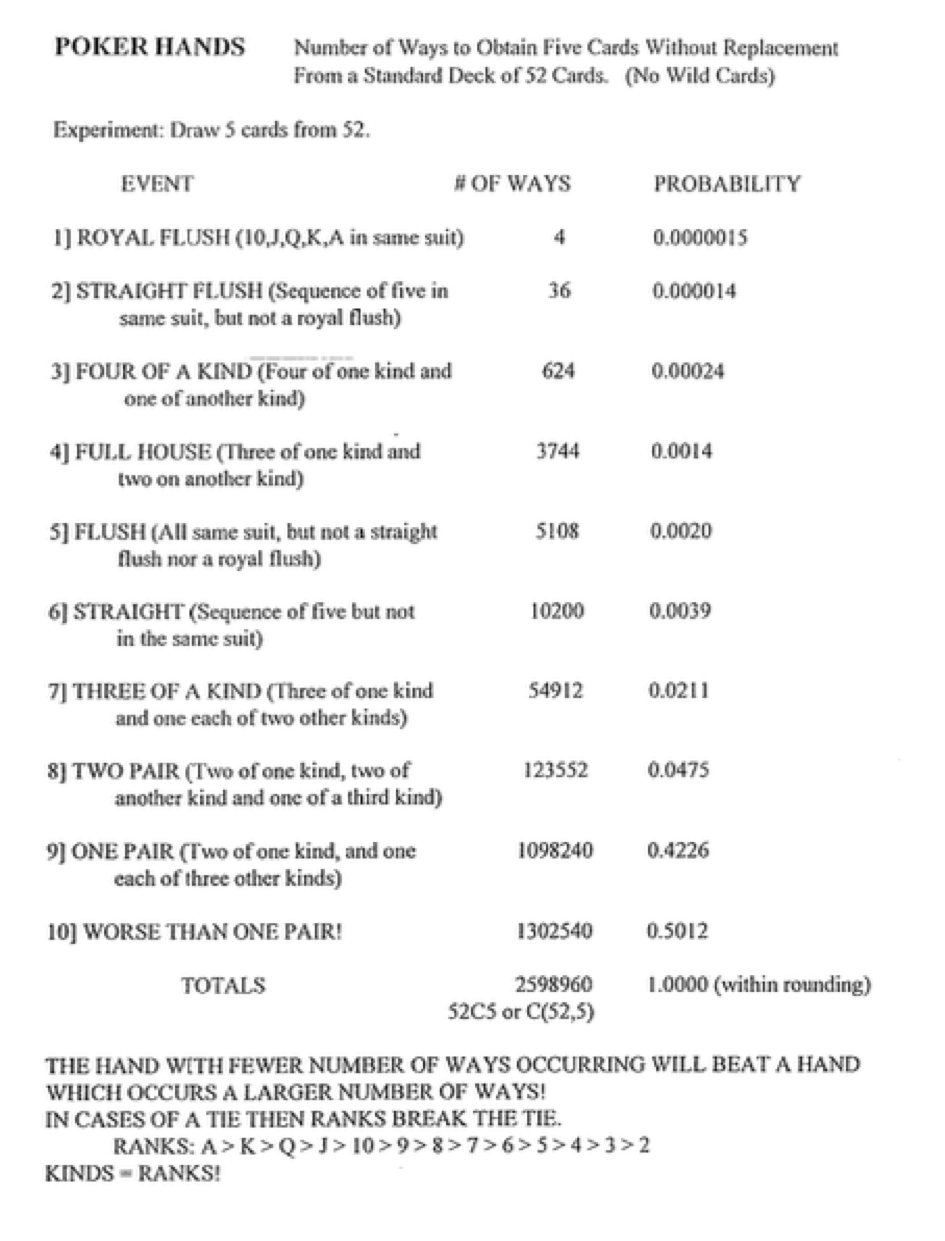 POKER HANDS Number of Ways to Obtain Five Cards Without Replacement
From a Standard Deck of 52 Cards. (No Wild Cards)
Experiment: Draw 5 cards from 52.
EVENT # OF WAYS PROBABILITY
1] ROYAL FLUSH (10,J,Q,K,A in same suit) 4 0.0000015
2] STRAIGHT FLUSH (Sequence of five in 36 0.000014
same suit, but not a royal flush)
3] FOUR OF A KIND (Four of one kind and 624 0.00024
one of another kind)
4] FULL HOUSE (Three of one kind and 3744 0.0014
two on another kind)
5] FLUSH (All same suit, but not a straight 5108 0.0020
flush nor a royal flush)
6] STRAIGHT (Sequence of five but not 10200 0.0039
in the same suit)
7] THREE OF A KIND (Three of one kind 54912 0.0211
and one each of two other kinds)
8] TWO PAIR (Two of one kind, two of 123552 0.0475
another kind and one of a third kind)
9] ONE PAIR (Two of one kind, and one 1098240 0.4226
each of three other kinds)
10] WORSE THAN ONE PAIR! 1302540 0.5012
TOTALS 2598960 1.0000 (within rounding)
52C5 or C(52,5)
THE HAND WITH FEWER NUMBER OF WAYS OCCURRING WILL BEAT A HAND
WHICH OCCURS A LARGER NUMBER OF WAYS!
IN CASES OF A TIE THEN RANKS BREAK THE TIE.
RANKS: A > K > Q > J > 10 > 9 > 8 > 7 > 6 > 5 > 4 > 3 > 2
KINDS = RANKS!